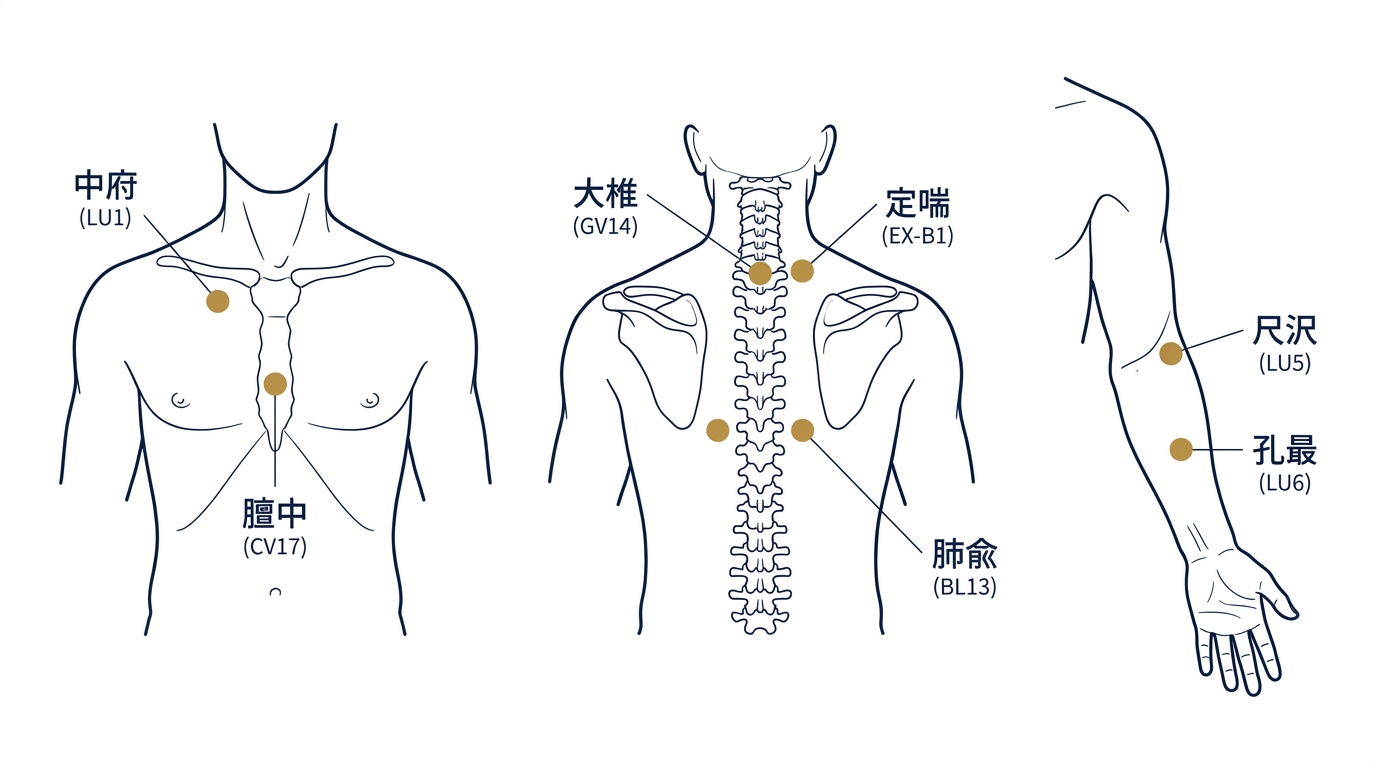 中府
(LU1)
膻中
(CV17)
大椎
(GV14)
定喘
(EX-B1)
肺兪
(BL13)
尺沢
(LU5)
孔最
(LU6)